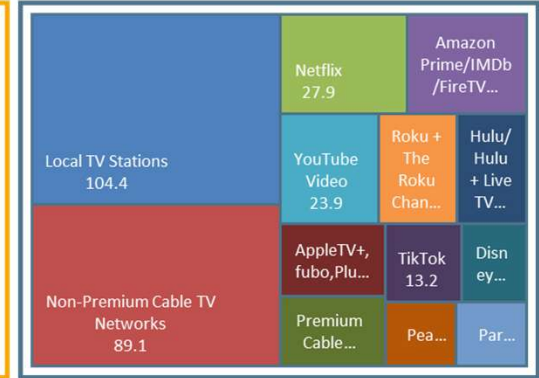 Local TV Stations
104.4
Non-Premium Cable TV
Networks
89.1
Netflix
27.9
Amazon
Prime/IMDb
/FireTV...
YouTube
Video
23.9
Roku +
The
Roku
Chan...
Hulu/
Hulu
+ Live
TV...
AppleTV+,
fubo,Plu...
TikTok
13.2
Disn
ey...
Premium
Cable...
Pea...
Par...